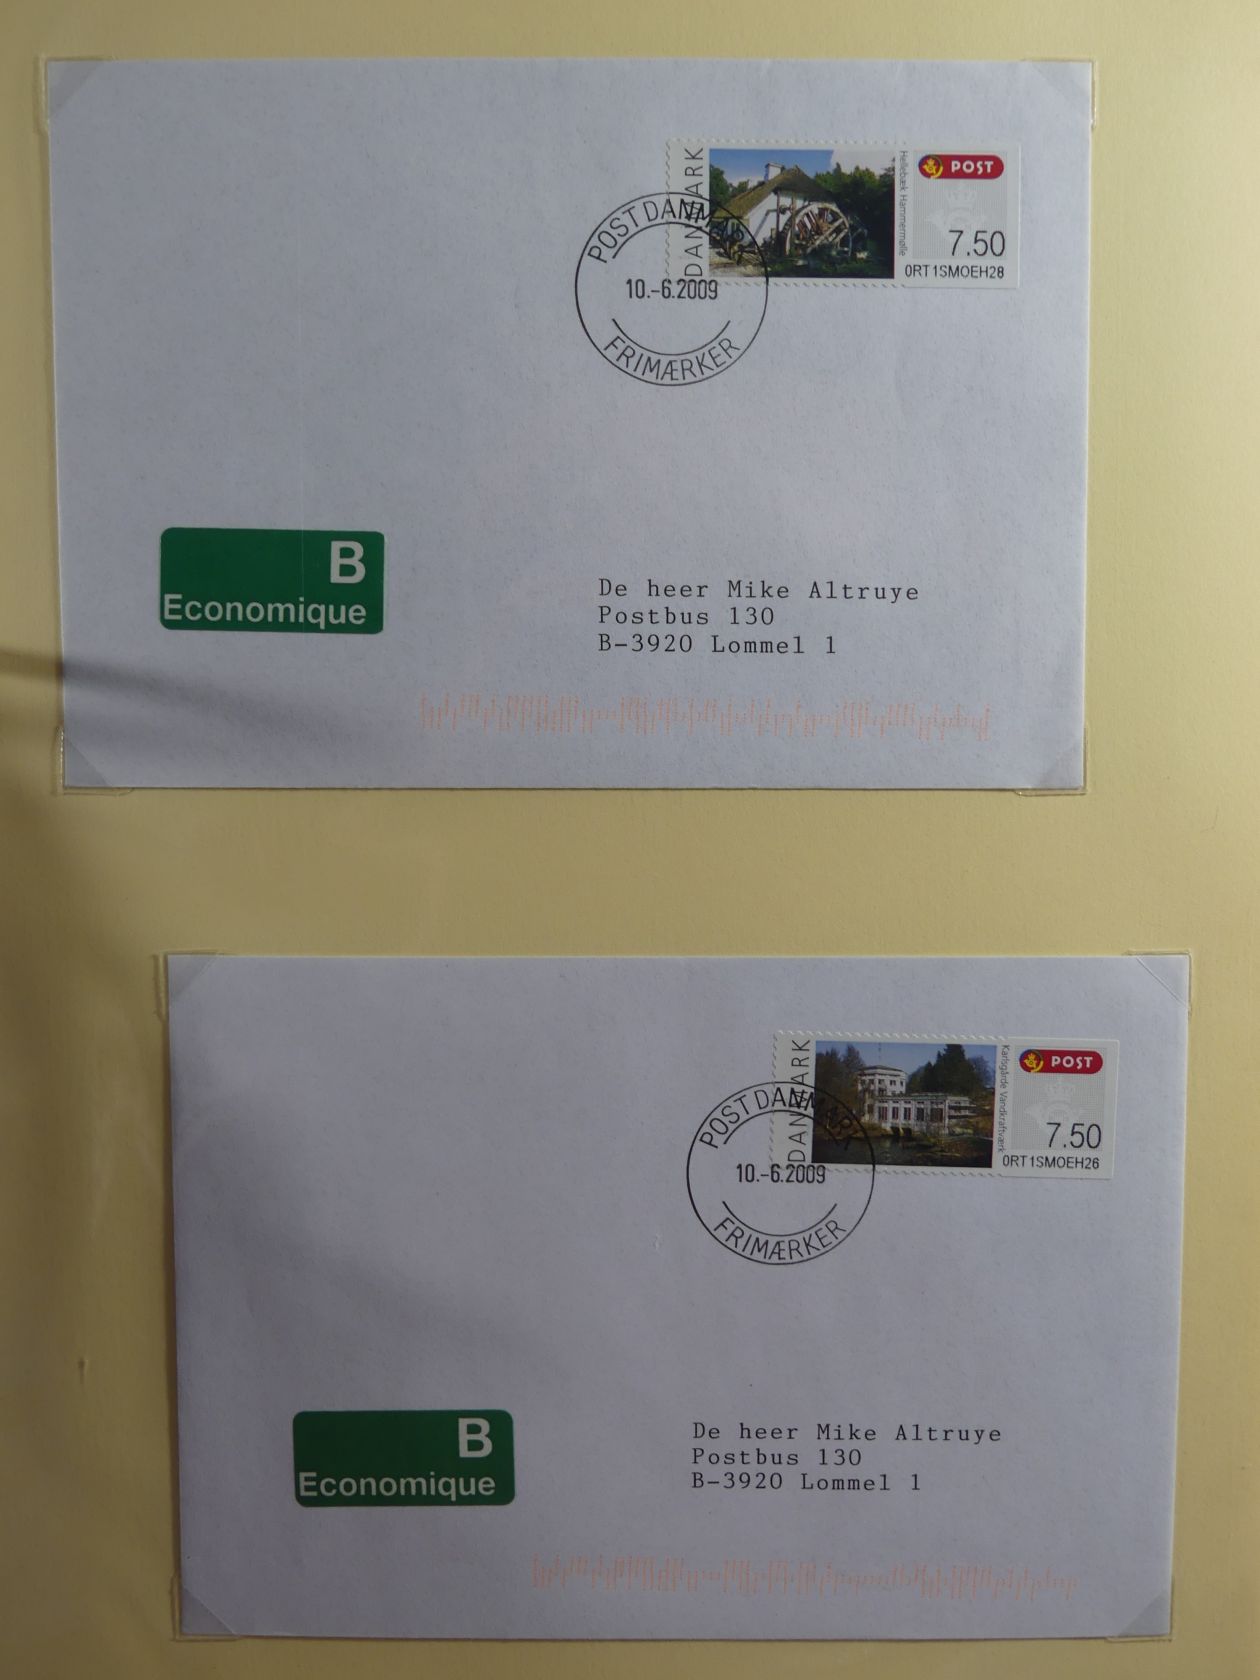 DANMARK
Hellebæk Hammermølle
POST
7.50
0RT1SMOEH28
POST DANMARK
10.-6.2009
FRIMÆRKER
B
Economique
De heer Mike Altruye
Postbus 130
B-3920 Lommel 1
DANMARK
Karlsgårde Vandkraftværk
POST
7.50
0RT1SMOEH26
POST DANMARK
10.-6.2009
FRIMÆRKER
B
Economique
De heer Mike Altruye
Postbus 130
B-3920 Lommel 1